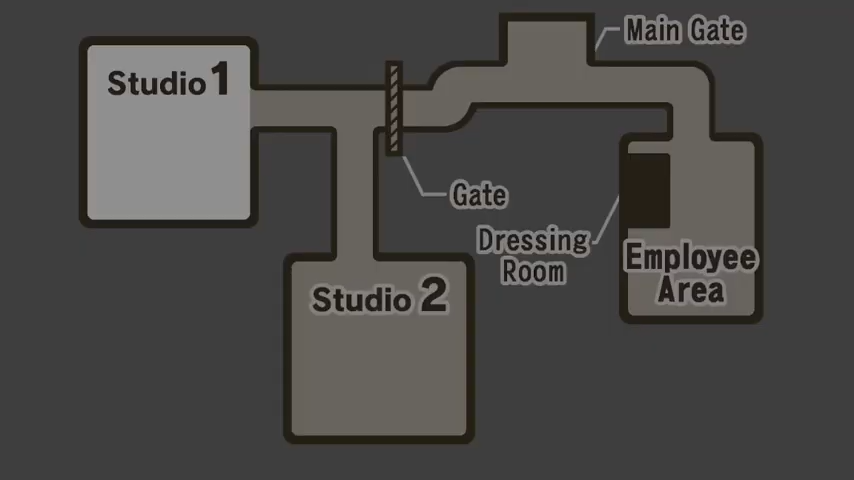 Main Gate
Studio 1
Gate
Dressing
Room
Employee
Area
Studio 2